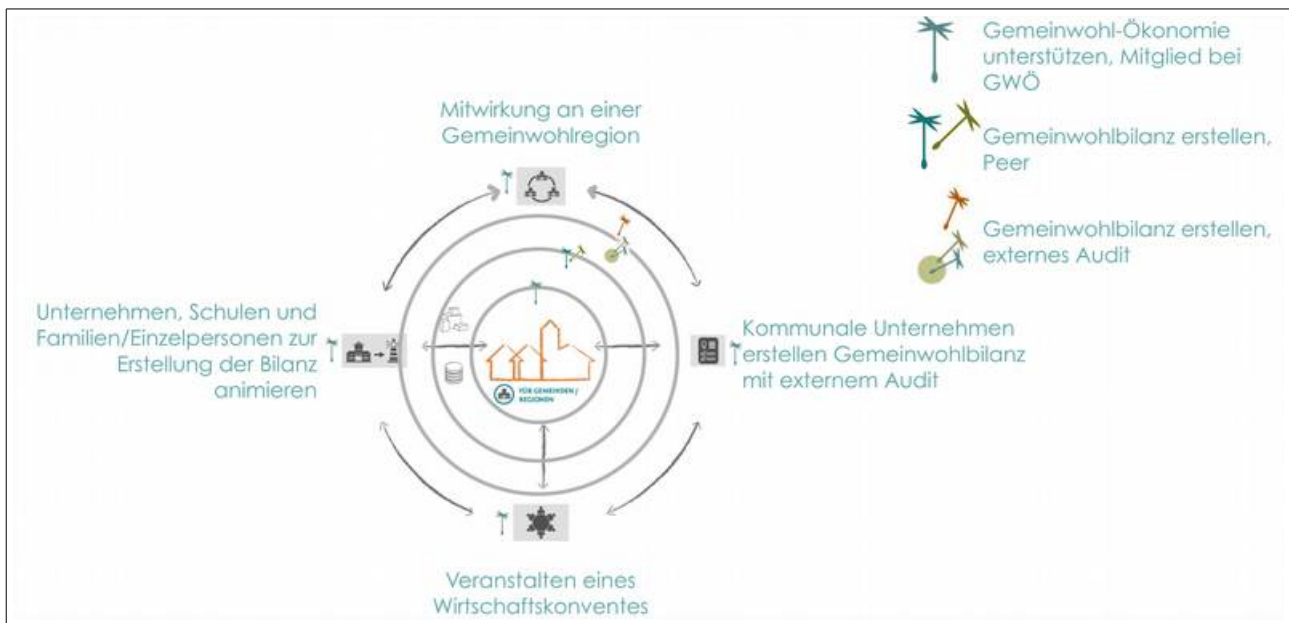 Gemeinwohl-Ökonomie
unterstützen, Mitglied bei
GWÖ
Gemeinwohlbilanz erstellen,
Peer
Gemeinwohlbilanz erstellen,
externes Audit
Mitwirkung an einer
Gemeinwohlregion
Unternehmen, Schulen und
Familien/Einzelpersonen zur
Erstellung der Bilanz
animieren
FÜR GEMEINDEN /
REGIONEN
Kommunale Unternehmen
erstellen Gemeinwohlbilanz
mit externem Audit
Veranstalten eines
Wirtschaftskonventes